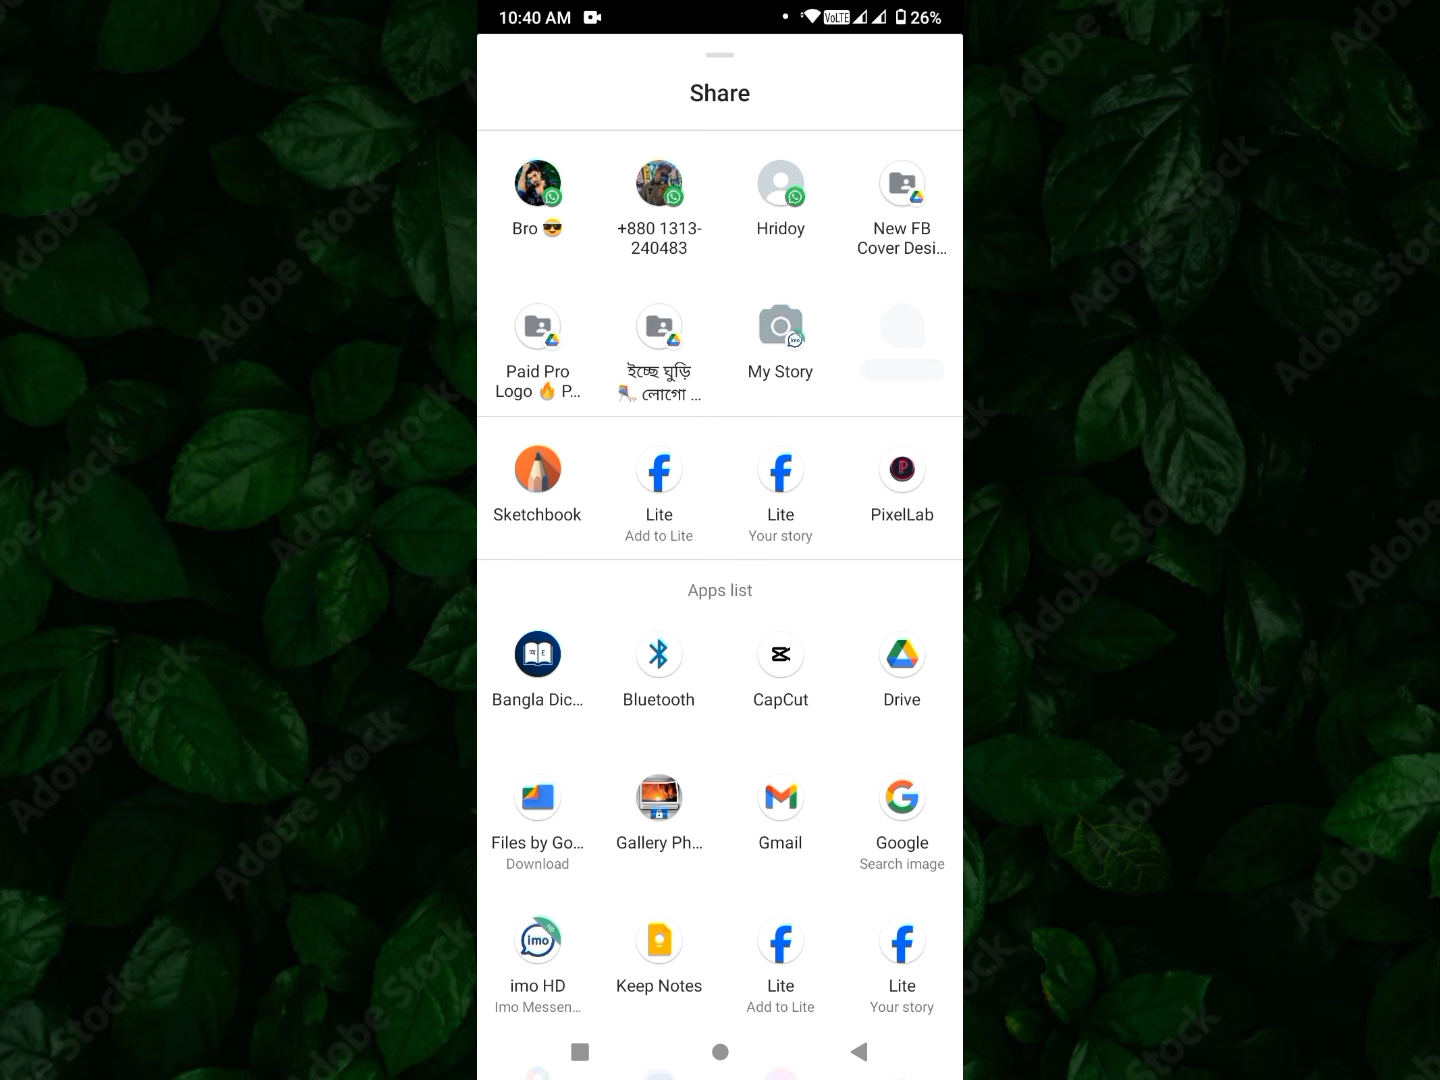 10:40 AM
VoLTE
26%
Share
Bro 😎
+880 1313-
240483
Hridoy
New FB
Cover Desi...
Paid Pro
Logo 🔥 P...
ইচ্ছে ঘুড়ি
🪁 লোগো ...
My Story
Sketchbook
Lite
Add to Lite
Lite
Your story
PixelLab
Apps list
Bangla Dic...
Bluetooth
CapCut
Drive
Files by Go...
Download
Gallery Ph...
Gmail
Google
Search image
imo HD
Imo Messen...
Keep Notes
Lite
Add to Lite
Lite
Your story
Adobe Stock